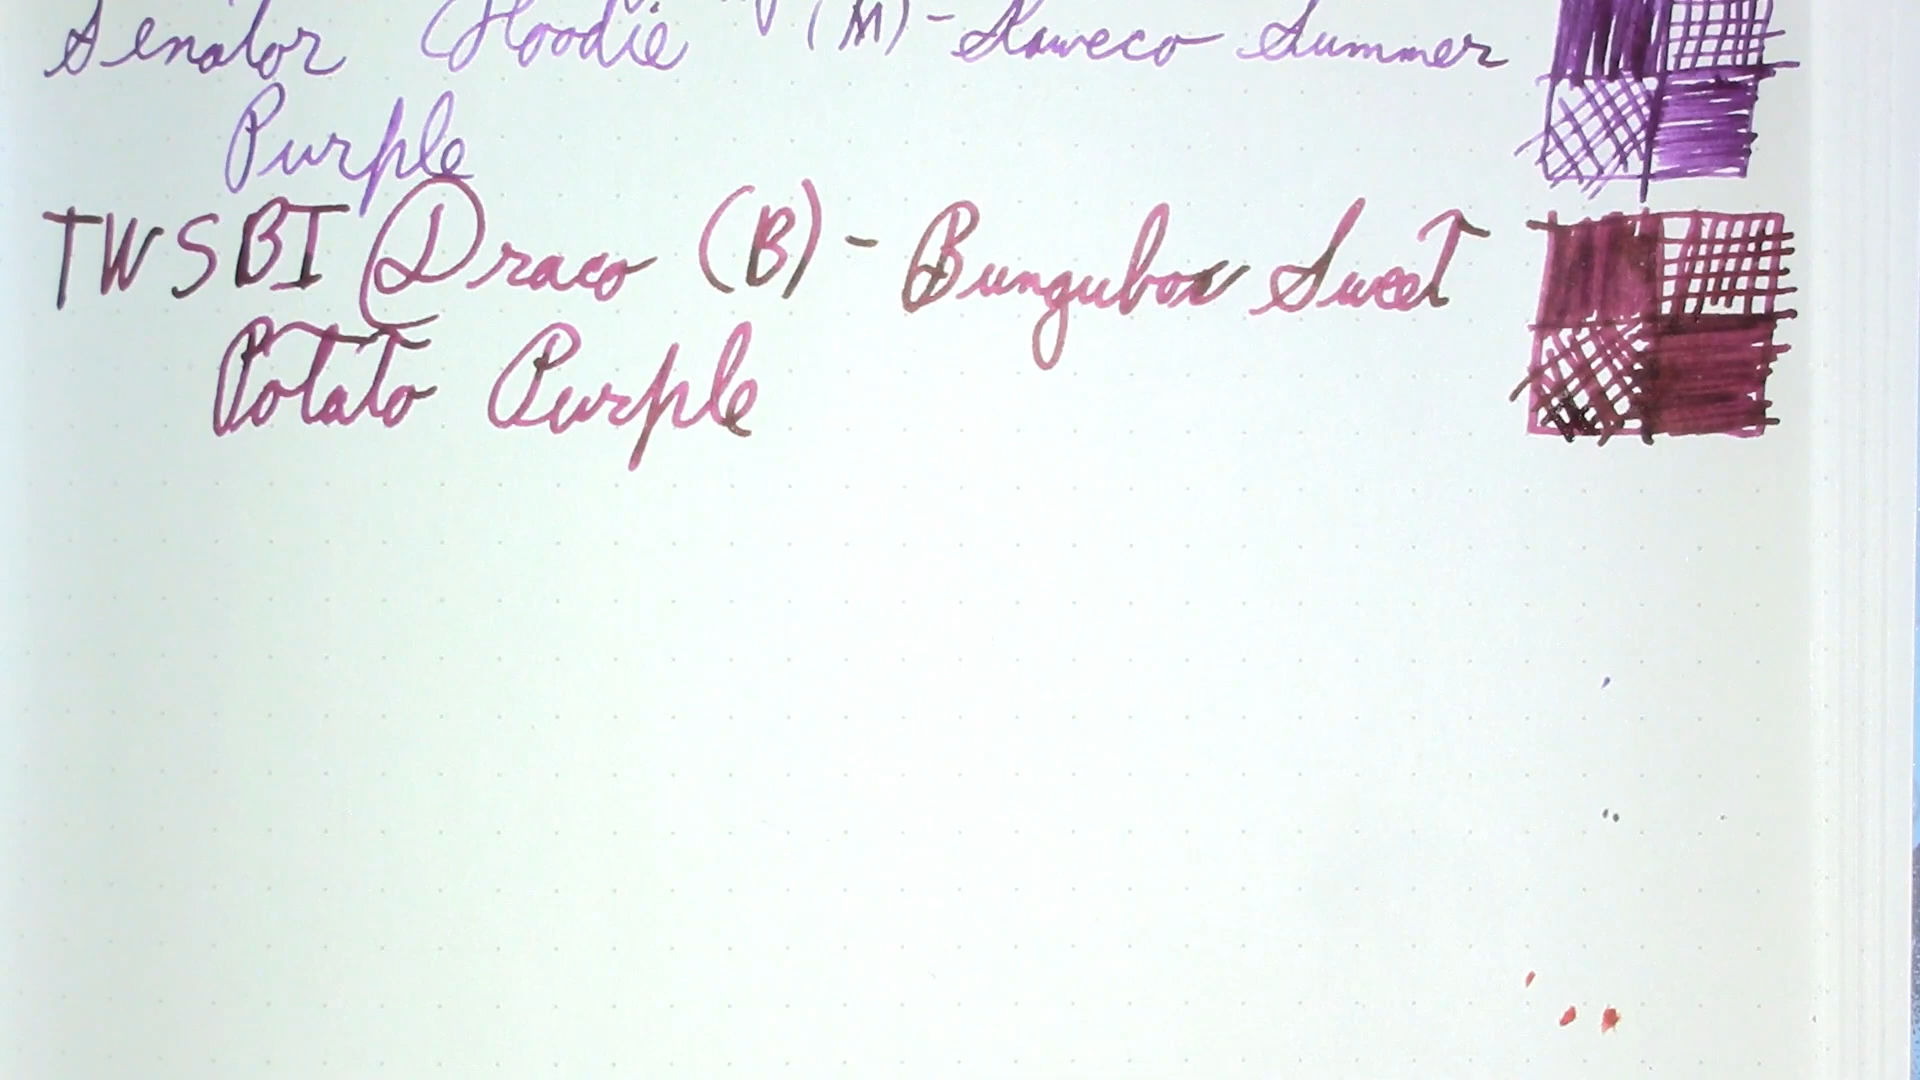 Senator Hoodie (M) - Kaweco Summer
Purple
TWSBI Draco (B) - Bungubox Sweet
Potato Purple